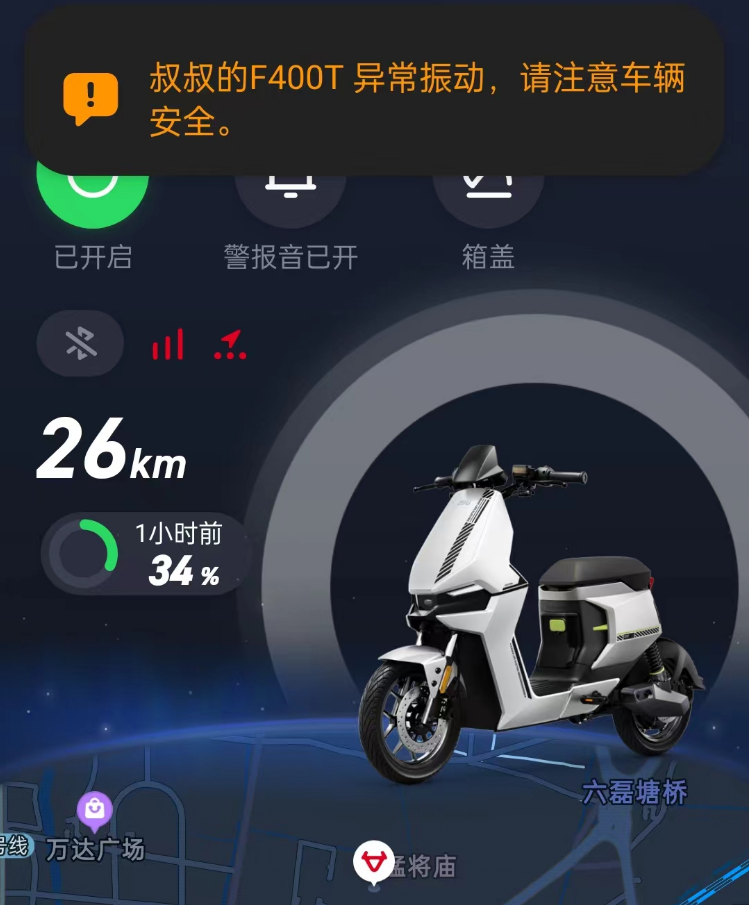 叔叔的F400T 异常振动，请注意车辆
安全。
已开启
警报音已开
箱盖
26km
1小时前
34%
六磊塘桥
号线
万达广场
猛将庙